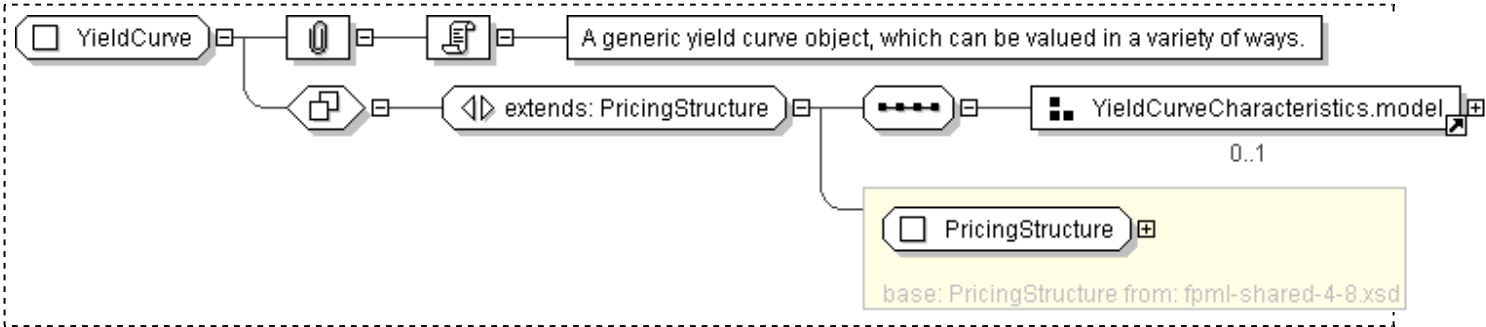 YieldCurve
A generic yield curve object, which can be valued in a variety of ways.
extends: PricingStructure
YieldCurveCharacteristics.model
0..1
PricingStructure
base: PricingStructure from: fpml-shared-4-8.xsd